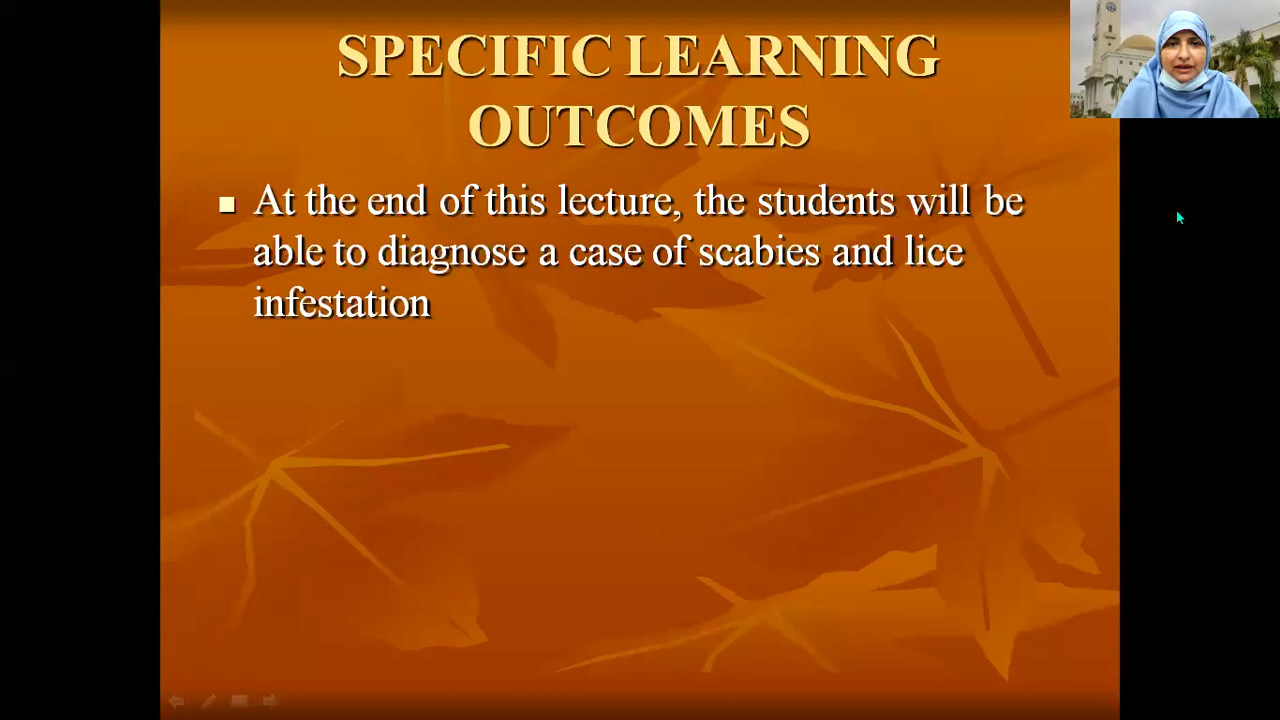 SPECIFIC LEARNING
OUTCOMES
At the end of this lecture, the students will be
able to diagnose a case of scabies and lice
infestation